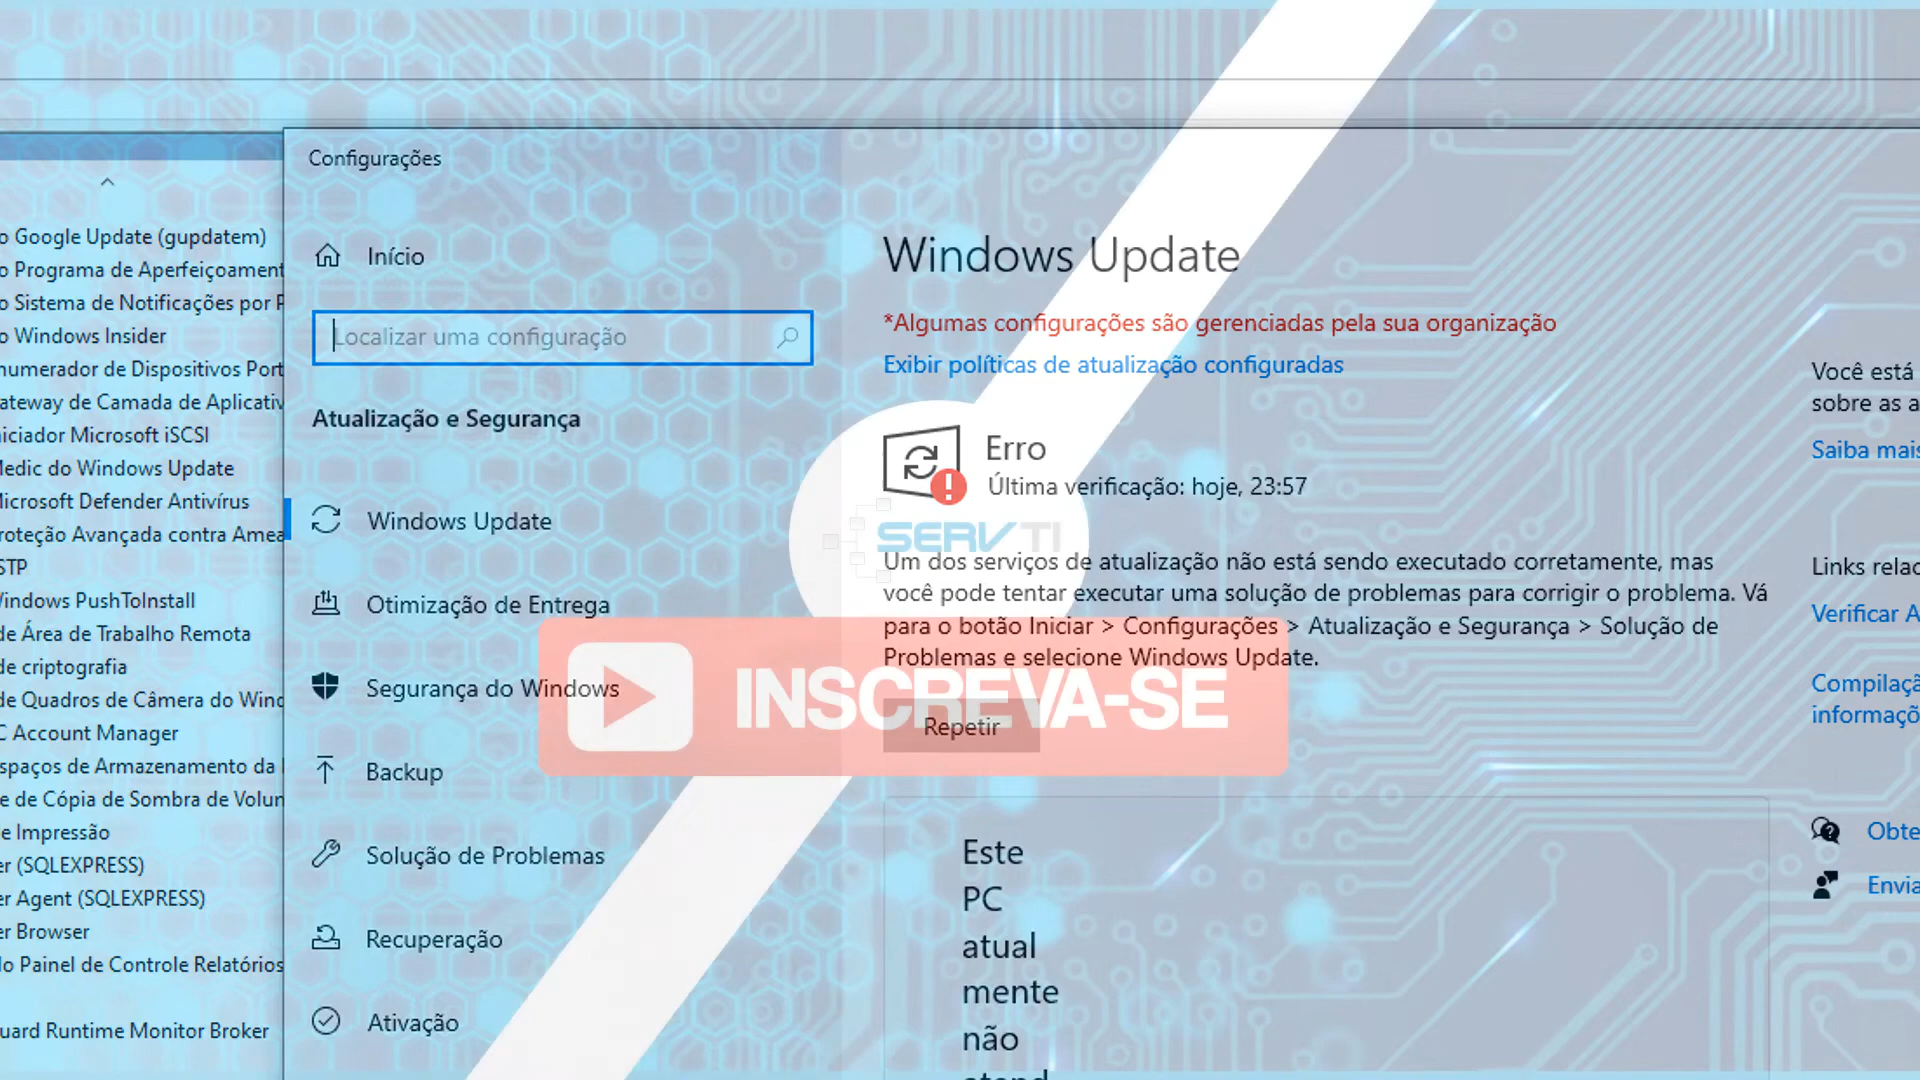 Configurações
o Google Update (gupdatem)
o Programa de Aperfeiçoament
o Sistema de Notificações por P
o Windows Insider
numerador de Dispositivos Port
ateway de Camada de Aplicativ
niciador Microsoft iSCSI
Medic do Windows Update
Microsoft Defender Antivírus
roteção Avançada contra Amea
STP
Windows PushToInstall
de Área de Trabalho Remota
de criptografia
de Quadros de Câmera do Wind
C Account Manager
spaços de Armazenamento da
e de Cópia de Sombra de Volun
e Impressão
er (SQLEXPRESS)
er Agent (SQLEXPRESS)
er Browser
do Painel de Controle Relatórios
uard Runtime Monitor Broker
Início
Localizar uma configuração
Atualização e Segurança
Windows Update
Otimização de Entrega
Segurança do Windows
Backup
Solução de Problemas
Recuperação
Ativação
Windows Update
*Algumas configurações são gerenciadas pela sua organização
Exibir políticas de atualização configuradas
Erro
Última verificação: hoje, 23:57
SERVTI
Um dos serviços de atualização não está sendo executado corretamente, mas
você pode tentar executar uma solução de problemas para corrigir o problema. Vá
para o botão Iniciar > Configurações > Atualização e Segurança > Solução de
Problemas e selecione Windows Update.
INSCREVA-SE
Repetir
Este
PC
atual
mente
não
atend
Você está
sobre as a
Saiba mais
Links relac
Verificar A
Compilaçã
informaçõ
Obte
Envia